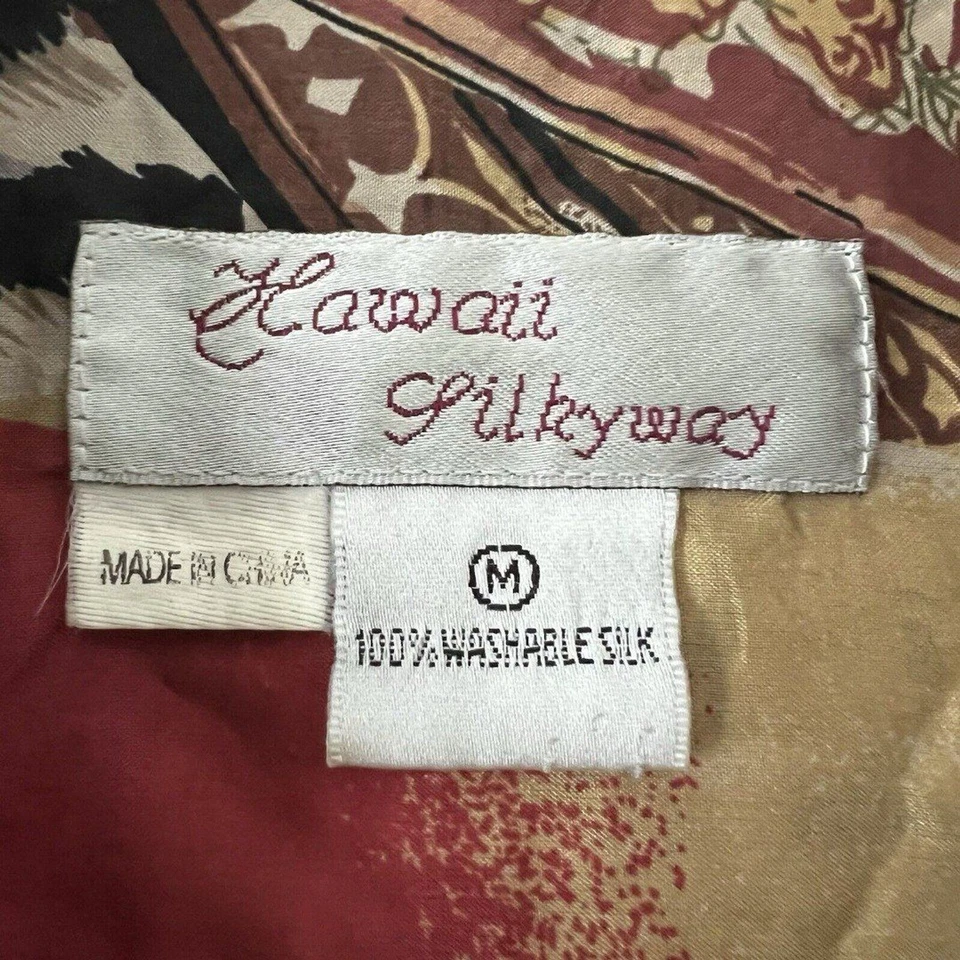 Hawaii
Silkyway
MADE IN CHINA
M
100% WASHABLE SILK